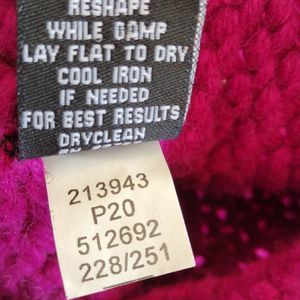 RESHAPE
WHILE DAMP
LAY FLAT TO DRY
COOL IRON
IF NEEDED
FOR BEST RESULTS
DRYCLEAN
213943
P20
512692
228/251